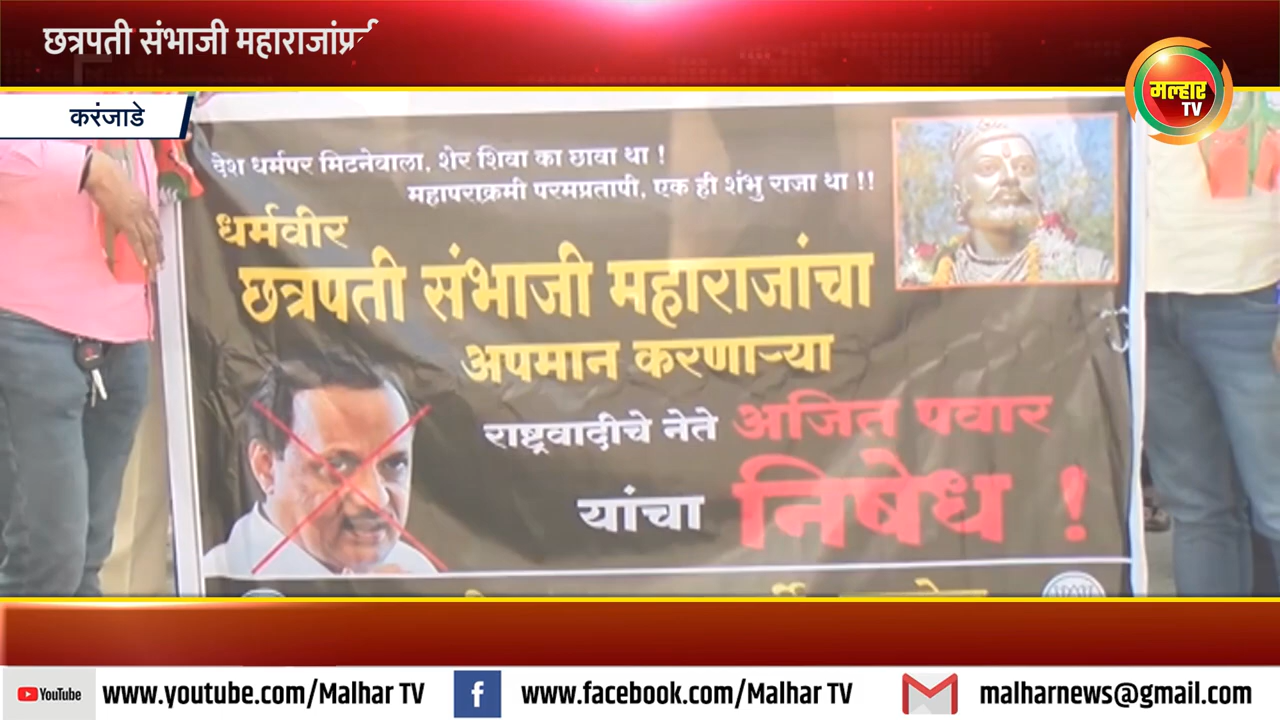 छत्रपती संभाजी
मल्हार
TV
करंजाडे
देश धर्मपर मिटनेवाला, शेर शिवा का छावा था !
महापराक्रमी परमप्रतापी, एक ही शंभु राजा था !!
धर्मवीर
छत्रपती संभाजी महाराजांचा
अपमान करणाऱ्या
राष्ट्रवादीचे नेते अजित पवार
यांचा निषेध !
YouTube www.youtube.com/Malhar TV f www.facebook.com/Malhar TV malharnews@gmail.com